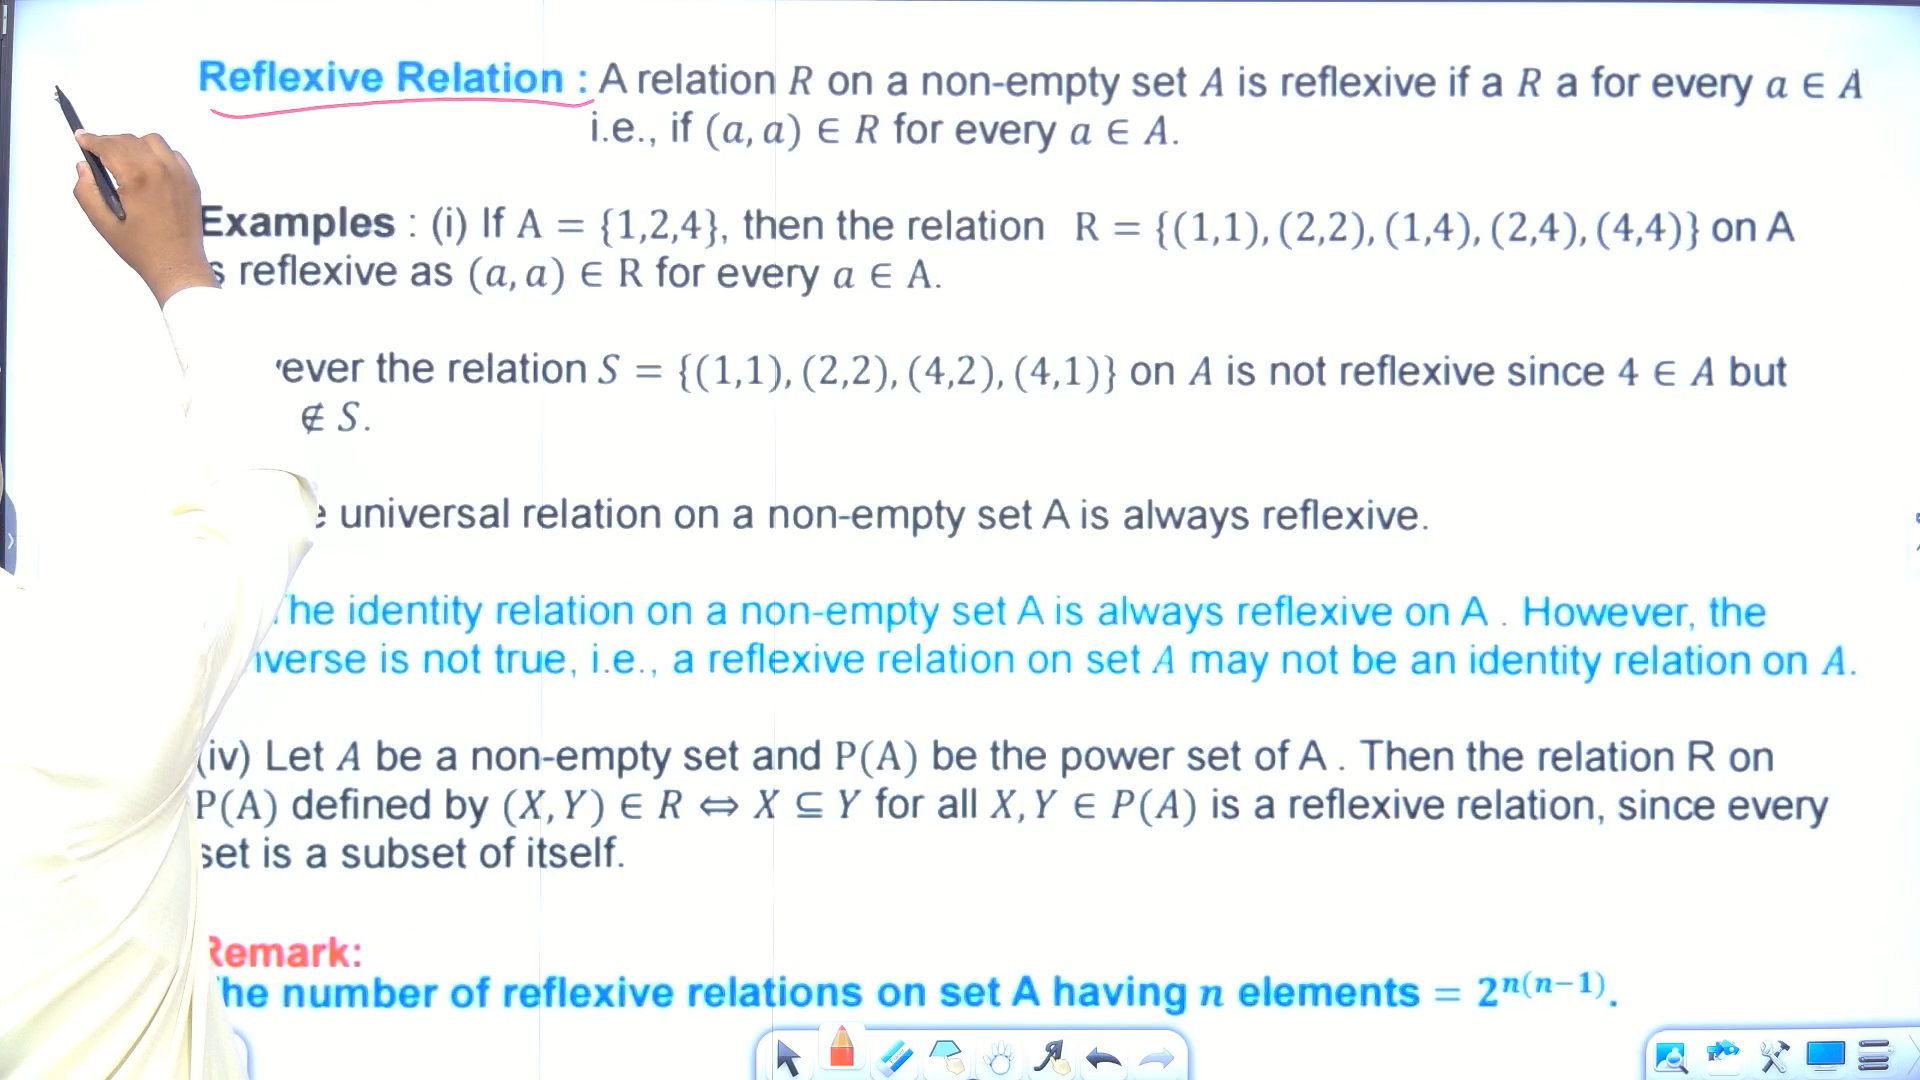 Reflexive Relation : A relation R on a non-empty set A is reflexive if a R a for every a ∈ A
i.e., if (a, a) ∈ R for every a ∈ A.
Examples : (i) If A = {1,2,4}, then the relation R = {(1,1), (2,2), (1,4), (2,4), (4,4)} on A
s reflexive as (a, a) ∈ R for every a ∈ A.
ever the relation S = {(1,1), (2,2), (4,2), (4,1)} on A is not reflexive since 4 ∈ A but
∉ S.
e universal relation on a non-empty set A is always reflexive.
he identity relation on a non-empty set A is always reflexive on A . However, the
verse is not true, i.e., a reflexive relation on set A may not be an identity relation on A.
(iv) Let A be a non-empty set and P(A) be the power set of A . Then the relation R on
P(A) defined by (X, Y) ∈ R ⇔ X ⊆ Y for all X, Y ∈ P(A) is a reflexive relation, since every
set is a subset of itself.
Remark:
he number of reflexive relations on set A having n elements = 2ⁿ⁽ⁿ⁻¹⁾.